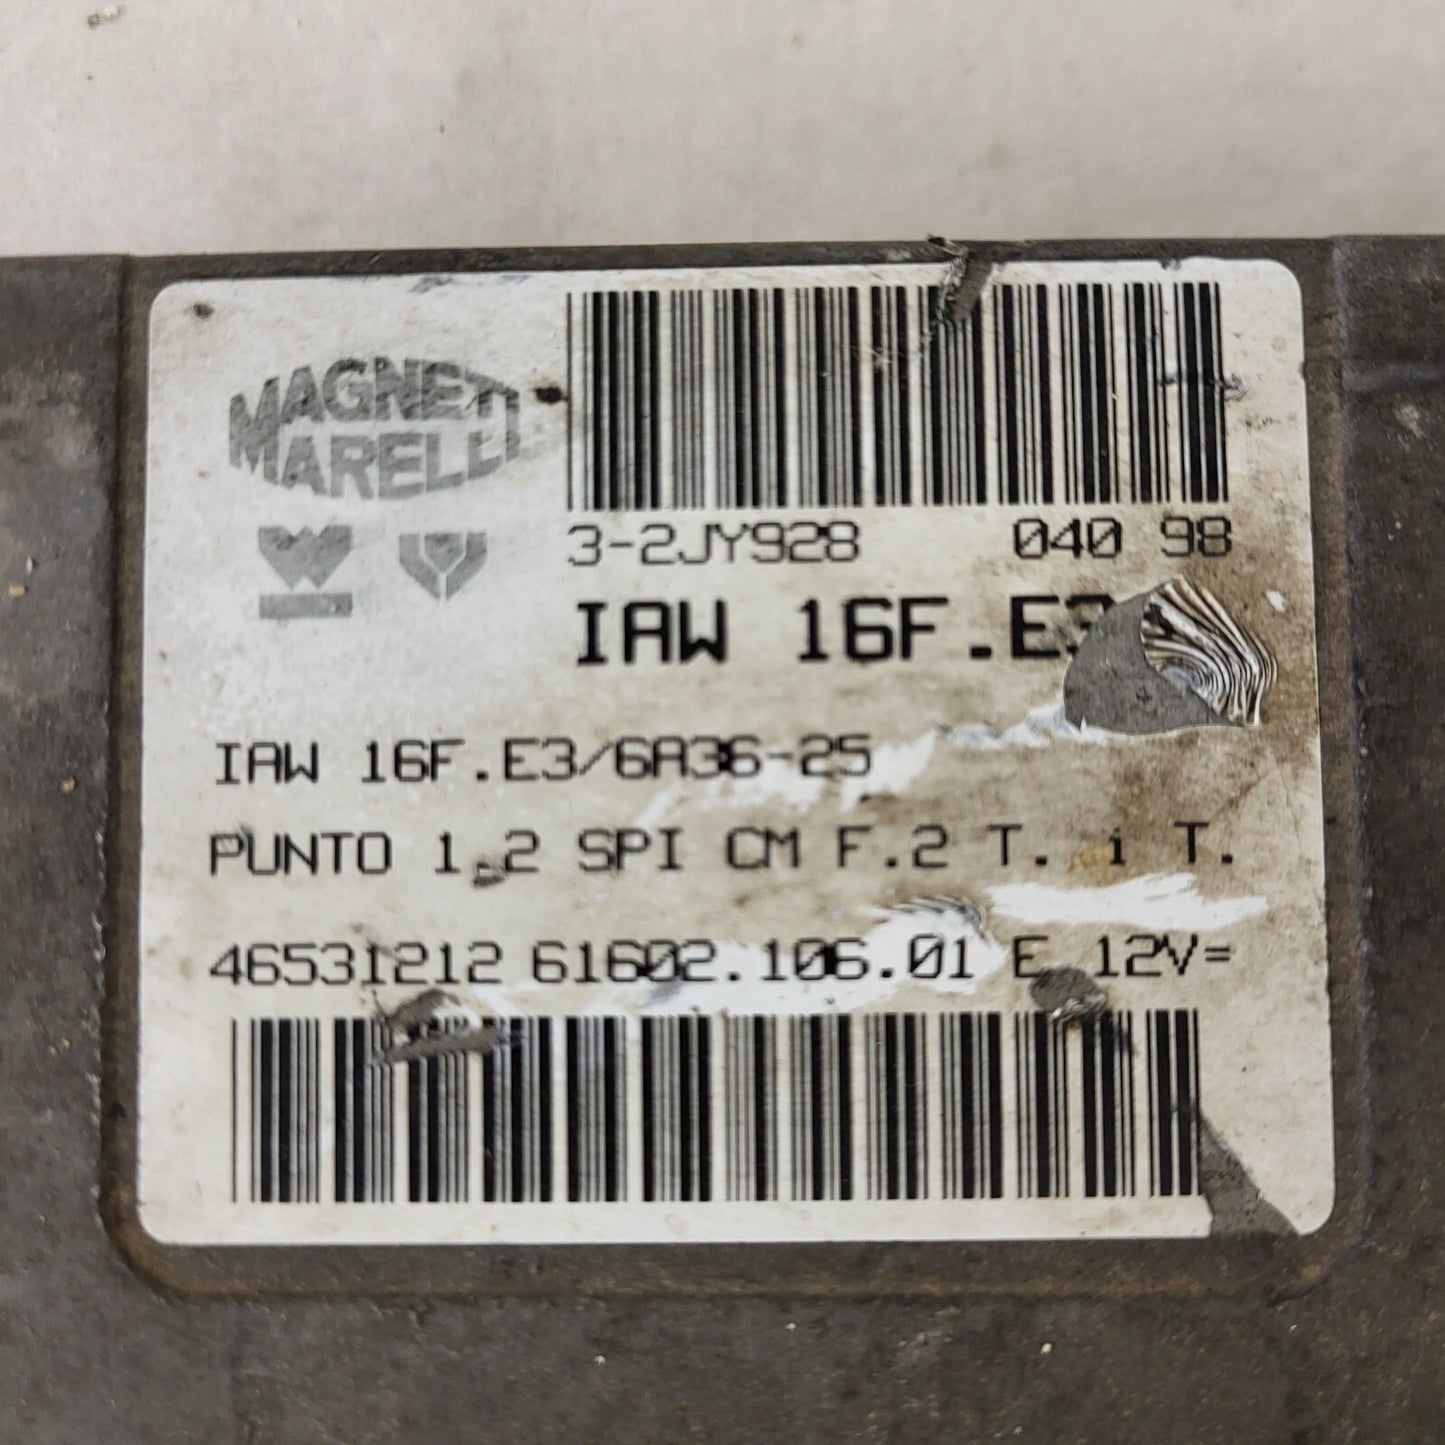 MAGNETI
MARELLI
3-2JY928 040 98
IAW 16F.E3
IAW 16F.E3/6A36-25
PUNTO 1.2 SPI CM F.2 T. i T.
46531212 61602.106.01 E 12V=